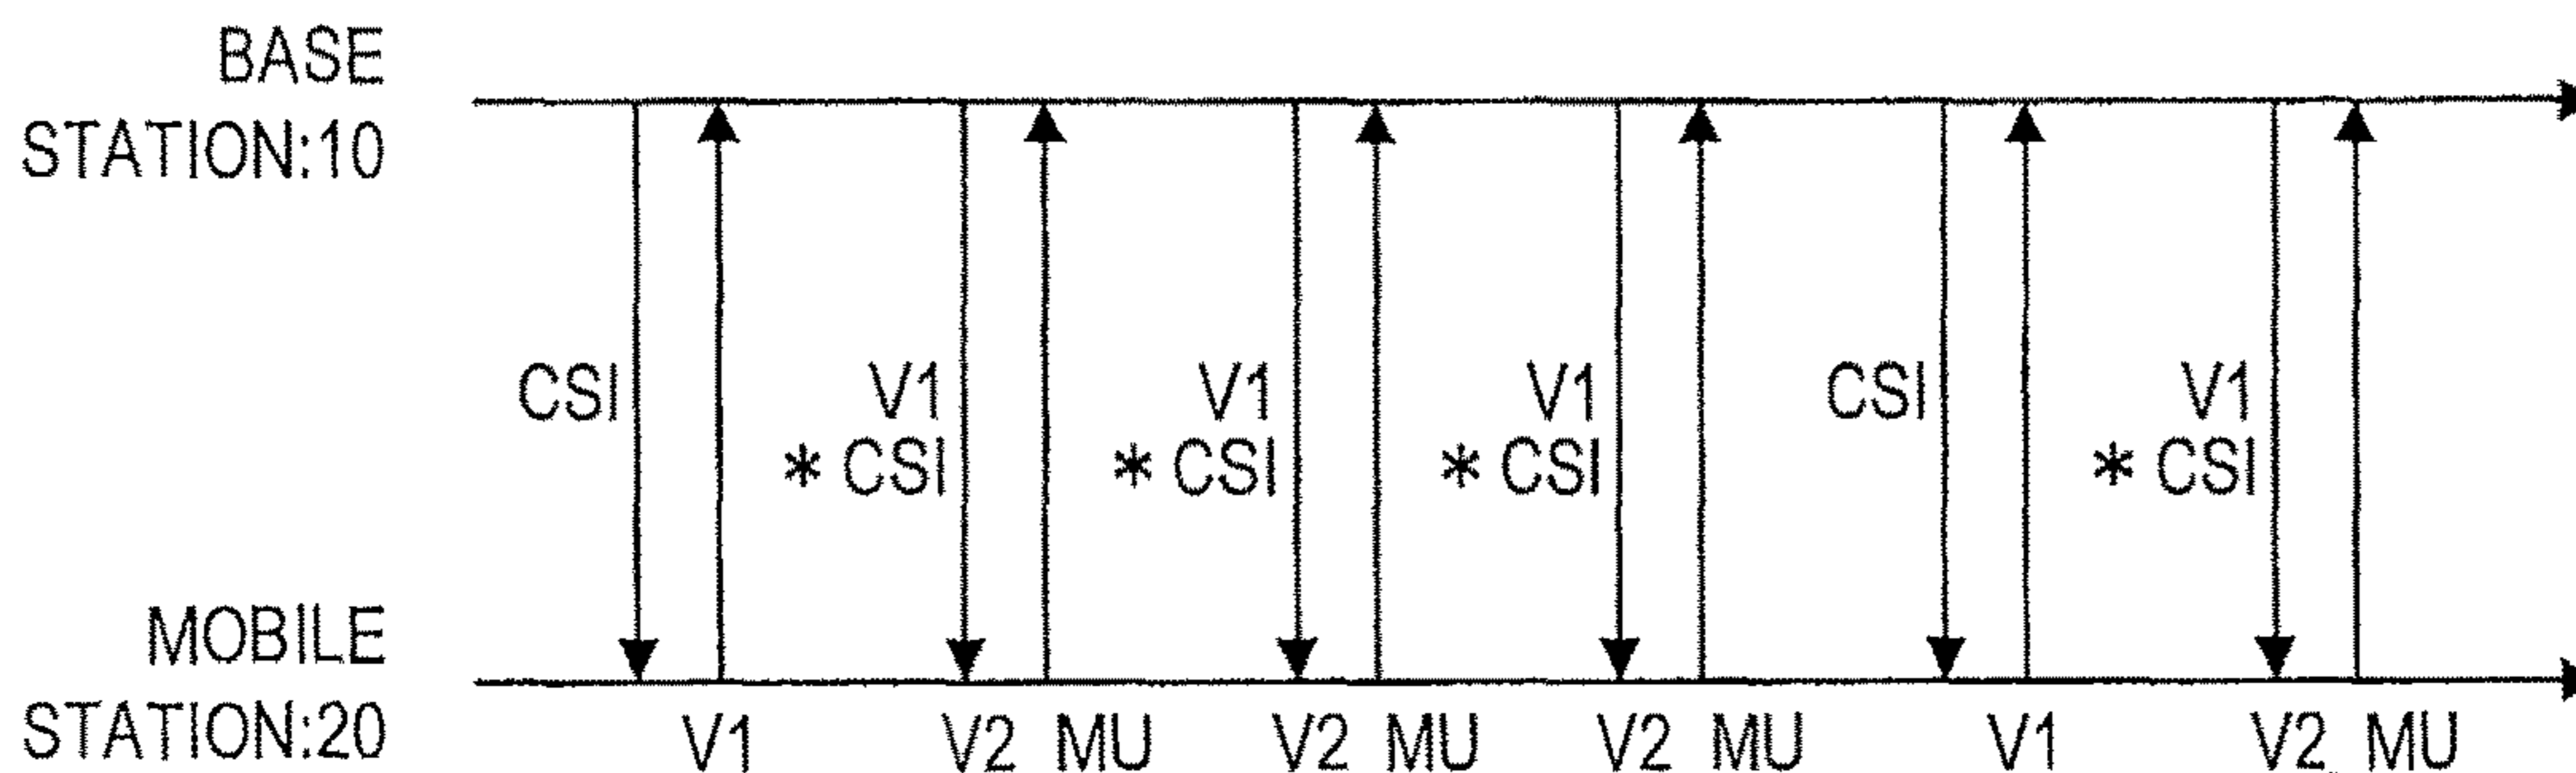 BASE
STATION:10
CSI
V1
* CSI
V1
* CSI
V1
* CSI
CSI
V1
* CSI
MOBILE
STATION:20
V1
V2 MU
V2 MU
V2 MU
V1
V2 MU